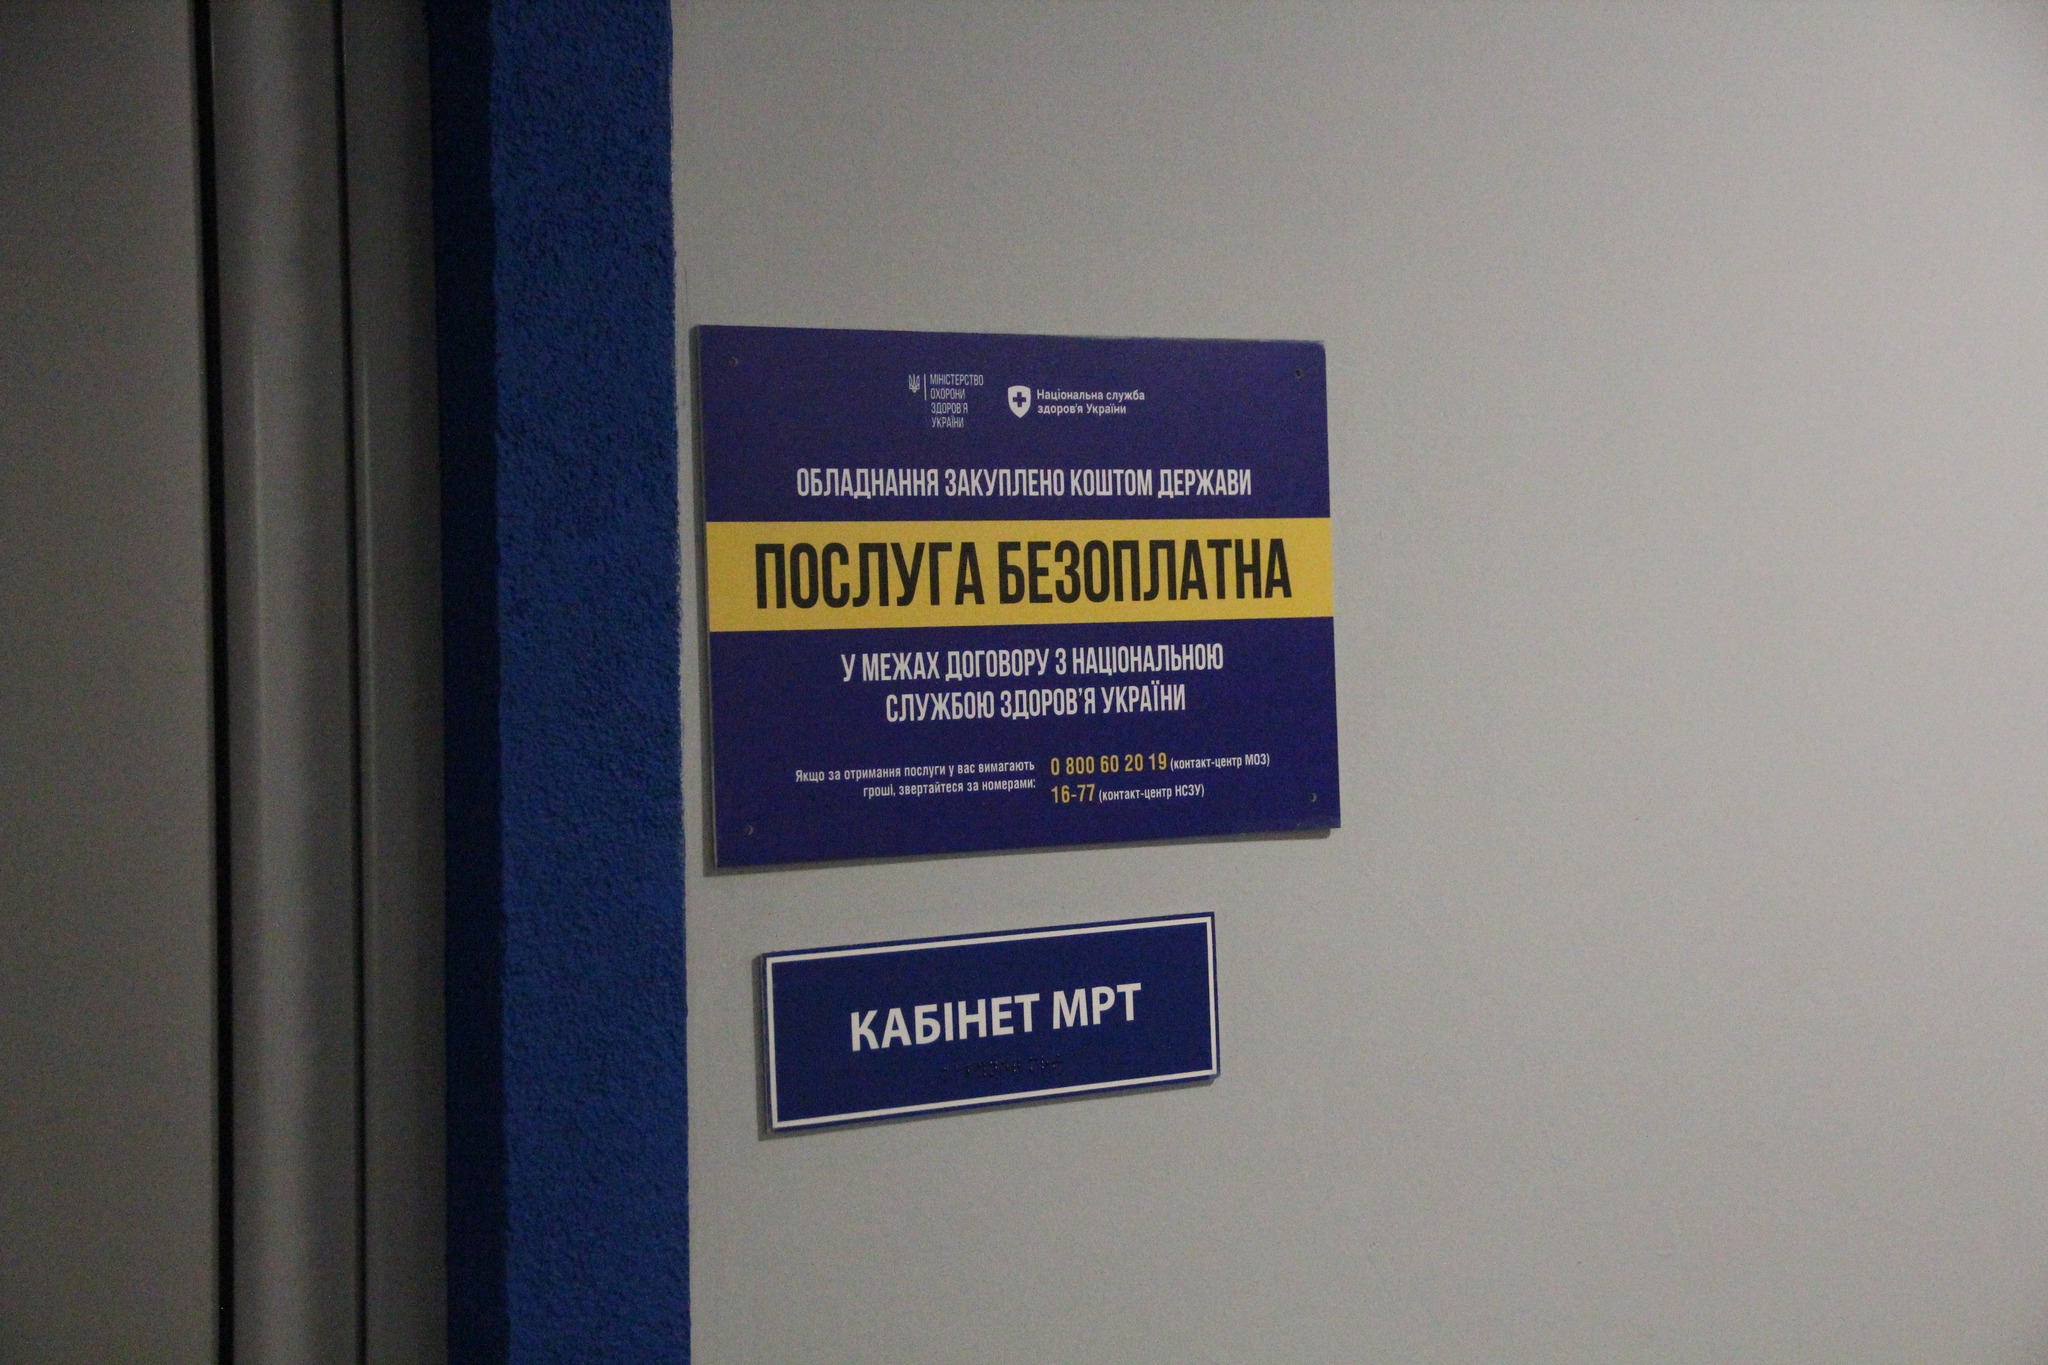 МІНІСТЕРСТВО
ОХОРОНИ
ЗДОРОВ'Я
УКРАЇНИ
Національна служба
здоров'я України
ОБЛАДНАННЯ ЗАКУПЛЕНО КОШТОМ ДЕРЖАВИ
ПОСЛУГА БЕЗОПЛАТНА
У МЕЖАХ ДОГОВОРУ З НАЦІОНАЛЬНОЮ
СЛУЖБОЮ ЗДОРОВ'Я УКРАЇНИ
Якщо за отримання послуги у вас вимагають
гроші, звертайтеся за номерами:
0 800 60 20 19 (контакт-центр МОЗ)
16-77 (контакт-центр НСЗУ)
КАБІНЕТ МРТ